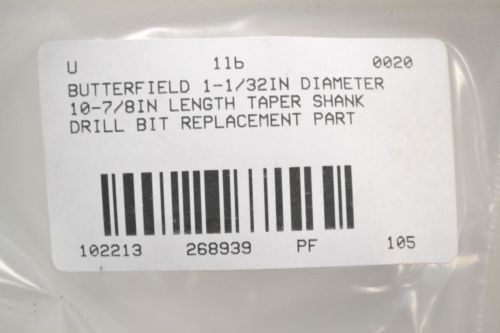 U 1lb 0020
BUTTERFIELD 1-1/32IN DIAMETER
10-7/8IN LENGTH TAPER SHANK
DRILL BIT REPLACEMENT PART
102213 268939 PF 105